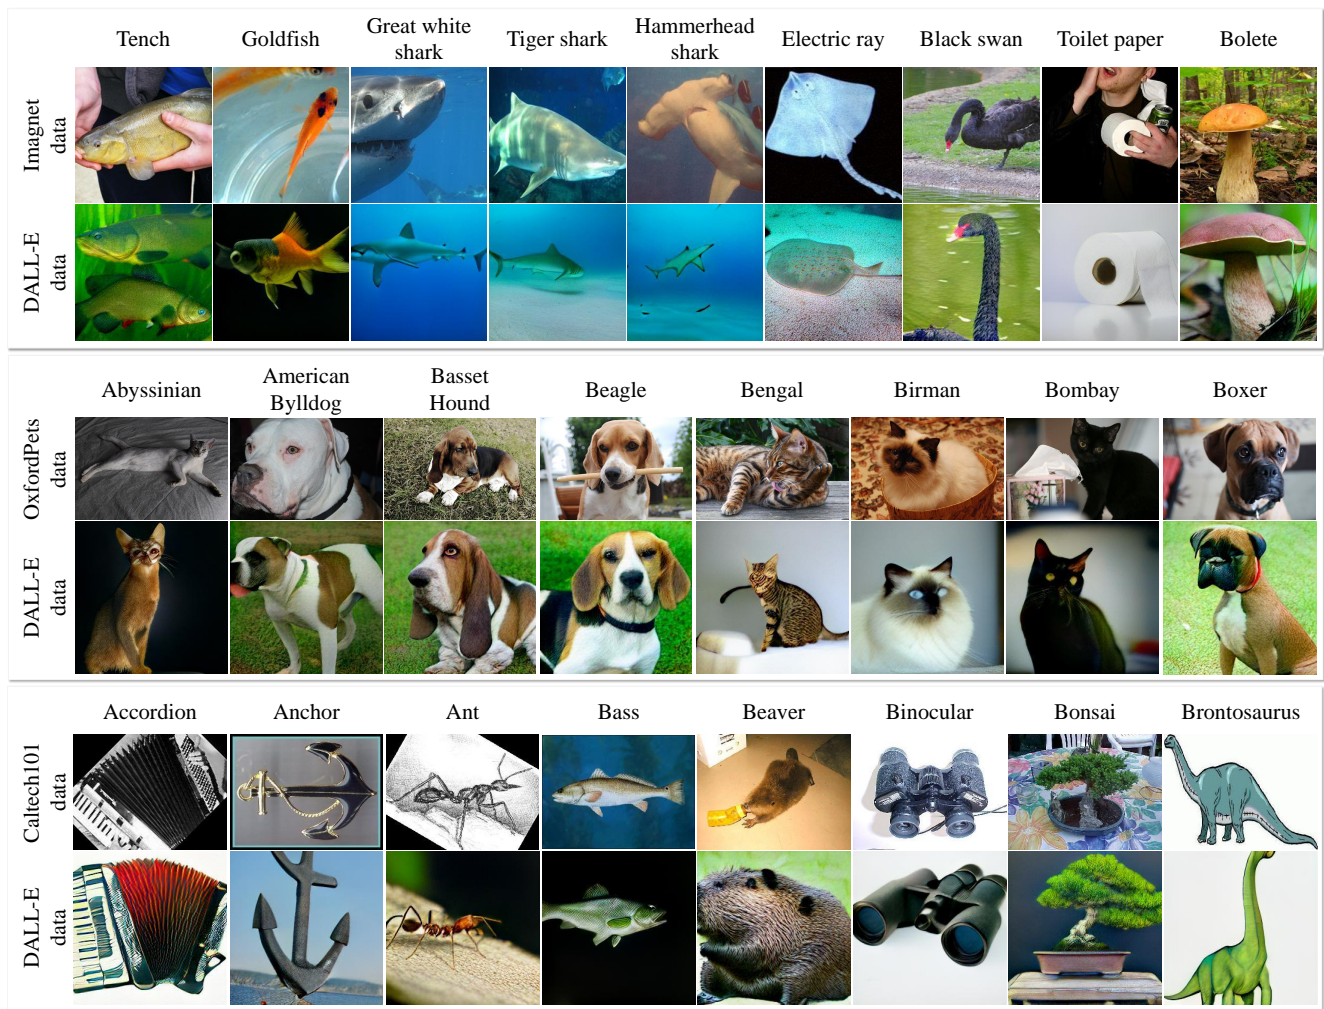 Tench
Goldfish
Great white
shark
Tiger shark
Hammerhead
shark
Electric ray
Black swan
Toilet paper
Bolete
Imagnet
data
DALL-E
data
Abyssinian
American
Bylldog
Basset
Hound
Beagle
Bengal
Birman
Bombay
Boxer
OxfordPets
data
DALL-E
data
Accordion
Anchor
Ant
Bass
Beaver
Binocular
Bonsai
Brontosaurus
Caltech101
data
DALL-E
data